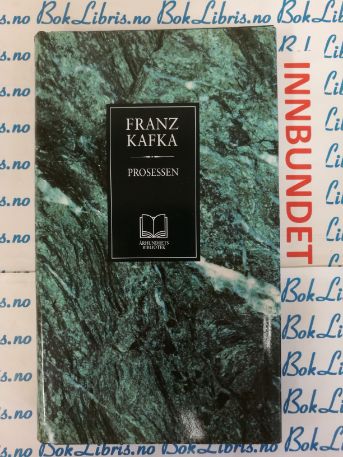 BokLibris.no
BokLibris.no
BokLibris.no
FRANZ
KAFKA
PROSESSEN
ÅRHUNDRETS
BIBLIOTEK
INNBUNDET